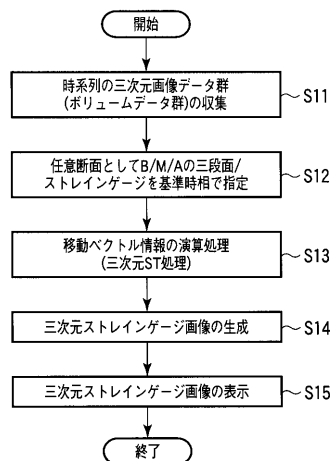 開始
時系列の三次元画像データ群
(ボリュームデータ群)の収集
S11
任意断面としてB/M/Aの三段面/
ストレインゲージを基準時相で指定
S12
移動ベクトル情報の演算処理
(三次元ST処理)
S13
三次元ストレインゲージ画像の生成
S14
三次元ストレインゲージ画像の表示
S15
終了